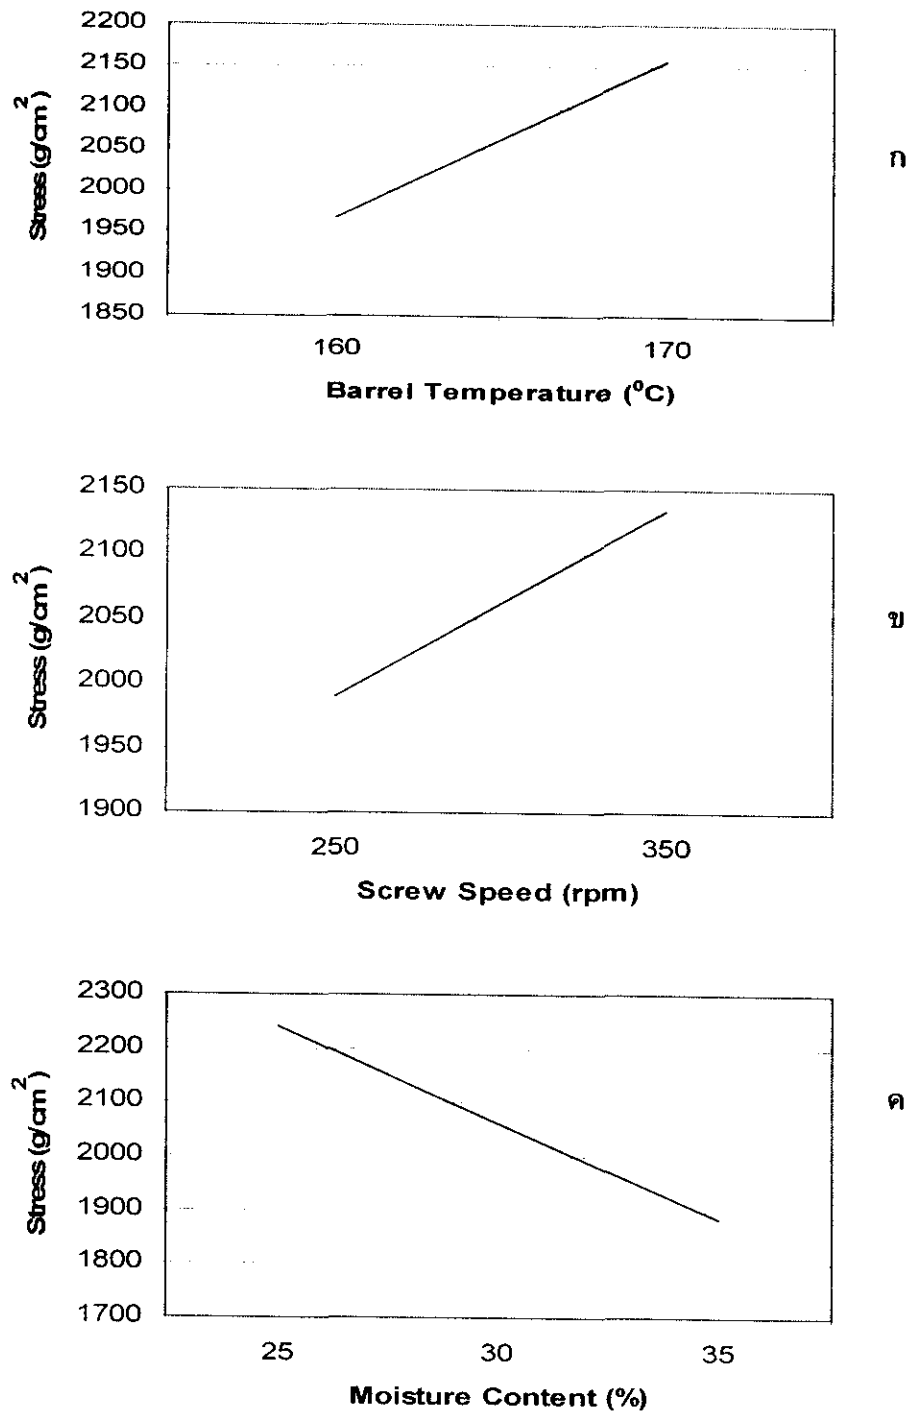 2200
2150
2100
2050
2000
1950
1900
1850
Stress (g/cm²)
160 170
Barrel Temperature (⁰C)
ก
2150
2100
2050
2000
1950
1900
Stress (g/cm²)
250 350
Screw Speed (rpm)
ข
2300
2200
2100
2000
1900
1800
1700
Stress (g/cm²)
25 30 35
Moisture Content (%)
ค